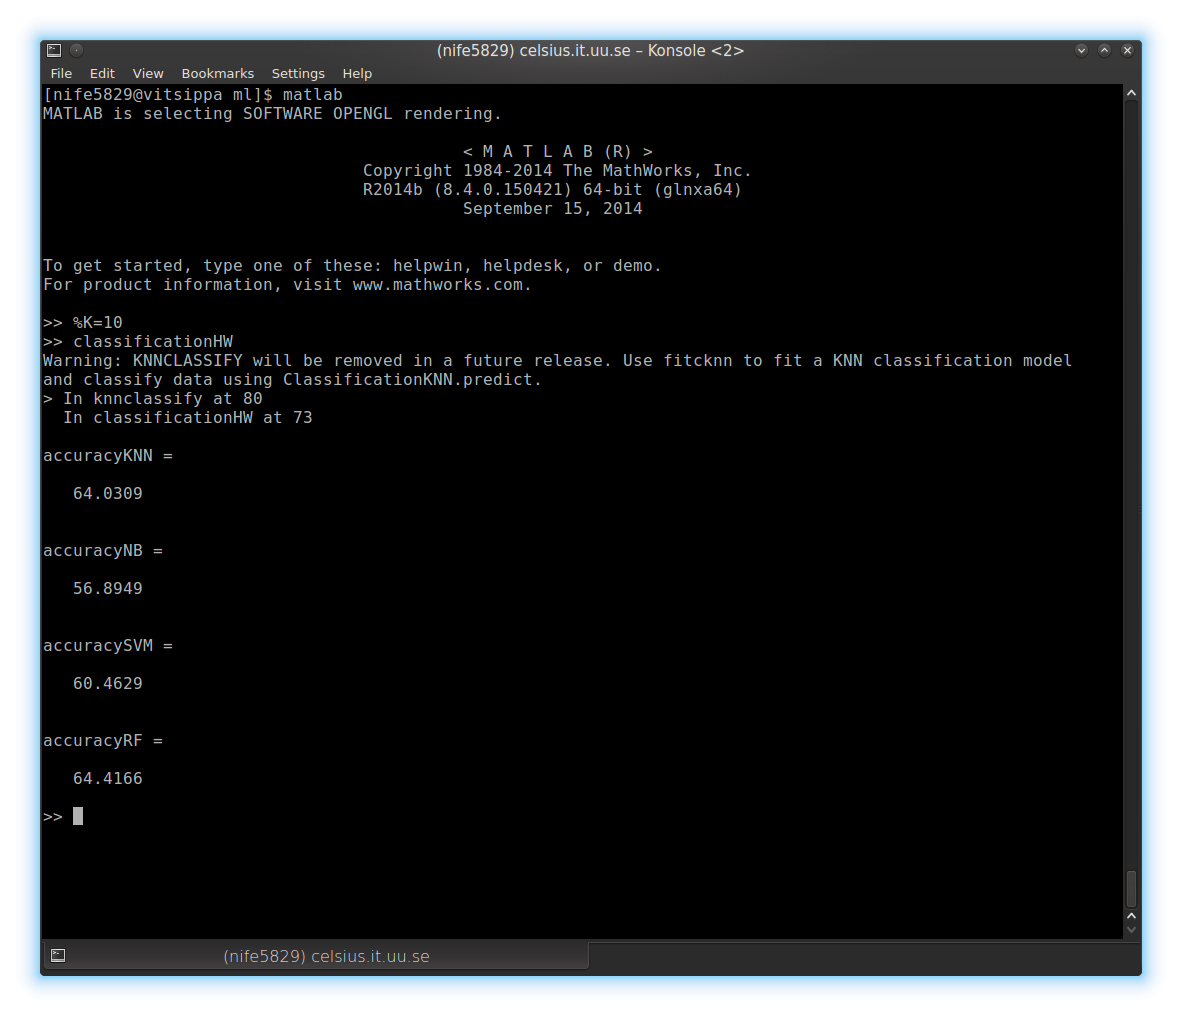 (nife5829) celsius.it.uu.se – Konsole <2>
File Edit View Bookmarks Settings Help
[nife5829@vitsippa ml]$ matlab
MATLAB is selecting SOFTWARE OPENGL rendering.
< M A T L A B (R) >
Copyright 1984-2014 The MathWorks, Inc.
R2014b (8.4.0.150421) 64-bit (glnxa64)
September 15, 2014
To get started, type one of these: helpwin, helpdesk, or demo.
For product information, visit www.mathworks.com.
>> %K=10
>> classificationHW
Warning: KNNCLASSIFY will be removed in a future release. Use fitcknn to fit a KNN classification model
and classify data using ClassificationKNN.predict.
> In knnclassify at 80
In classificationHW at 73
accuracyKNN =
64.0309
accuracyNB =
56.8949
accuracySVM =
60.4629
accuracyRF =
64.4166
>>
(nife5829) celsius.it.uu.se